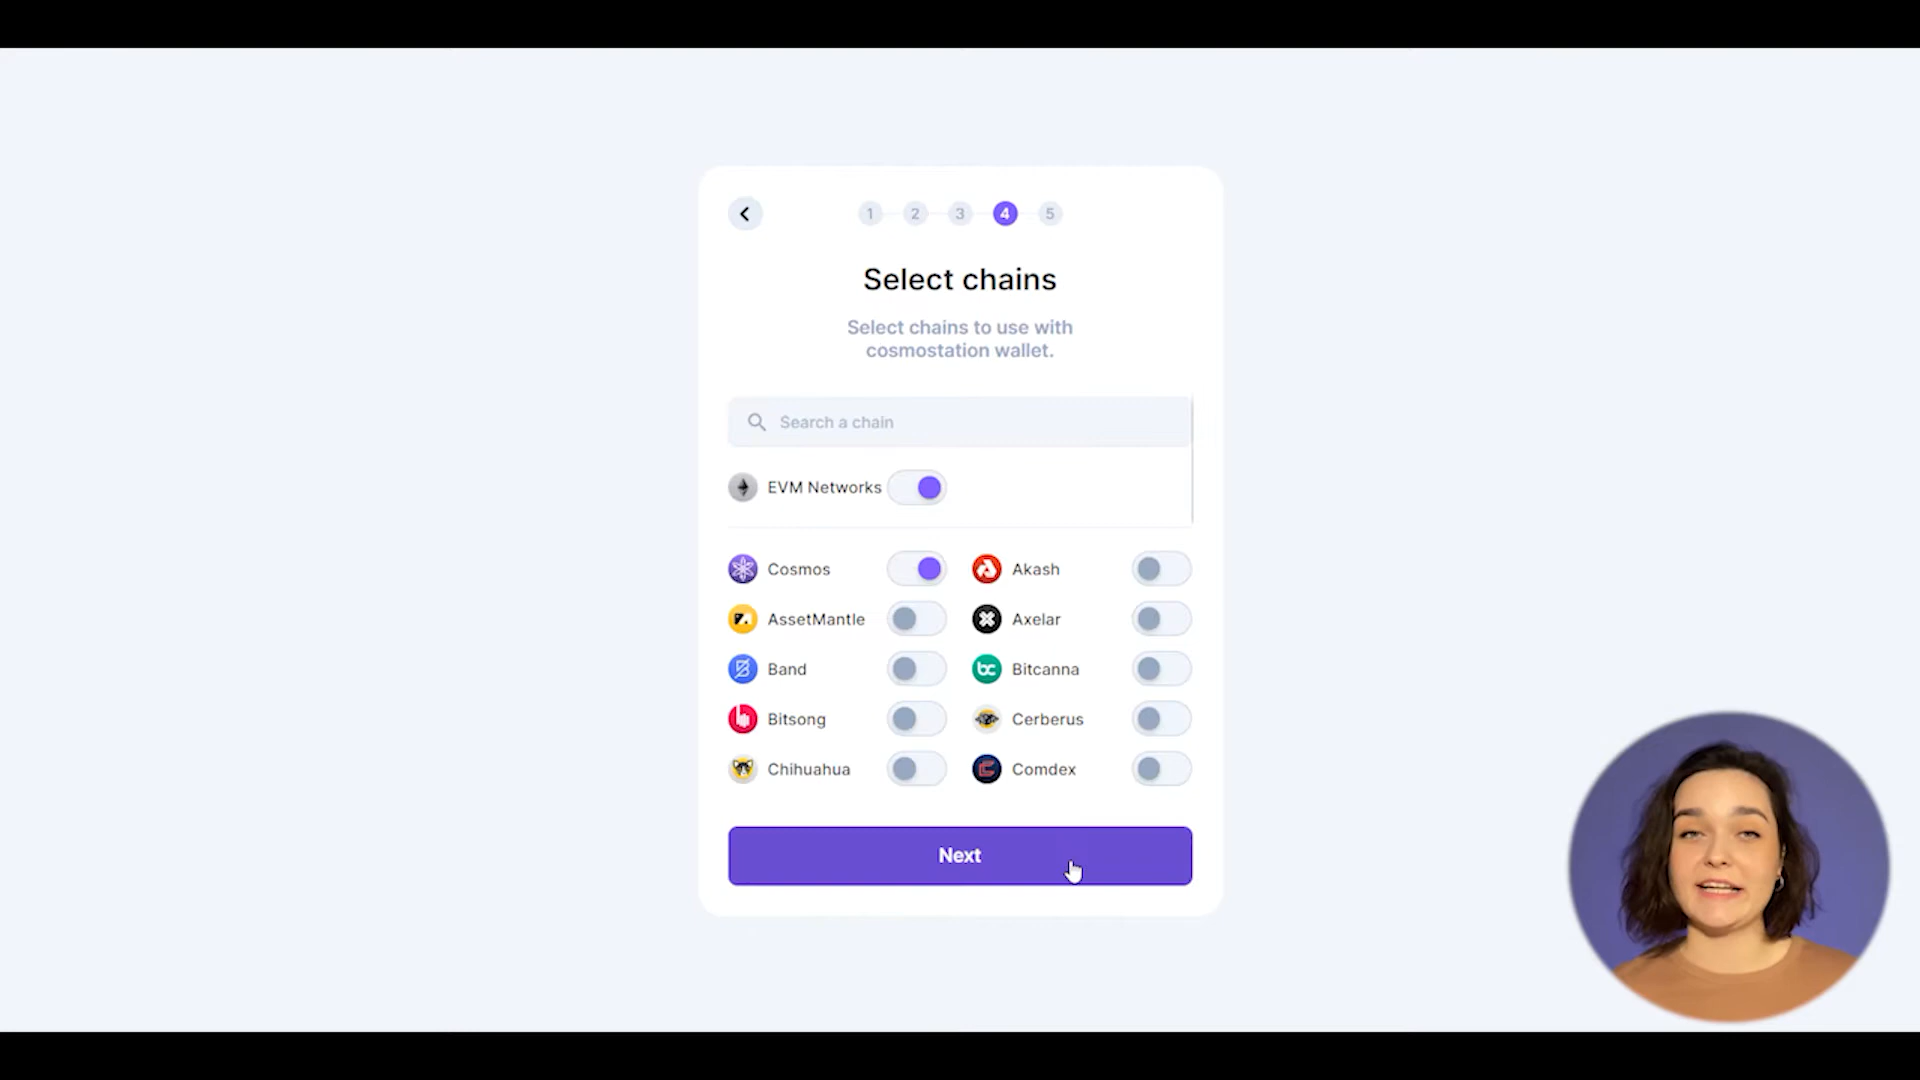 1 2 3 4 5
Select chains
Select chains to use with
cosmostation wallet.
Search a chain
EVM Networks
Cosmos Akash
AssetMantle Axelar
Band Bitcanna
bc
Bitsong Cerberus
Chihuahua Comdex
Next